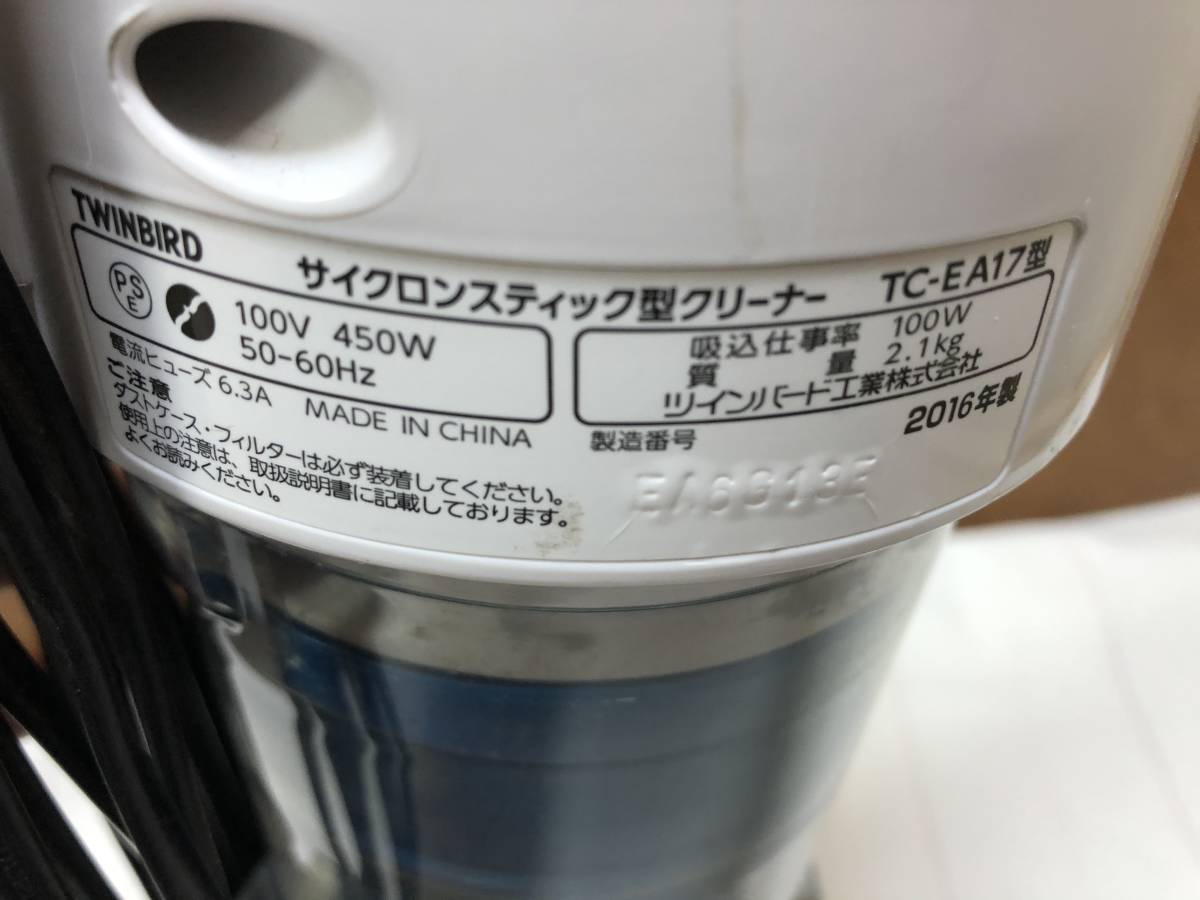 TWINBIRD
サイクロンスティック型クリーナー TC-EA17型
PSE
100V 450W
50-60Hz
吸込仕事率 100W
質量 2.1kg
電流ヒューズ 6.3A MADE IN CHINA
ツインバード工業株式会社
製造番号 2016年製
ご注意
ダストケース・フィルターは必ず装着してください。
使用上の注意は、取扱説明書に記載しております。
よくお読みください。